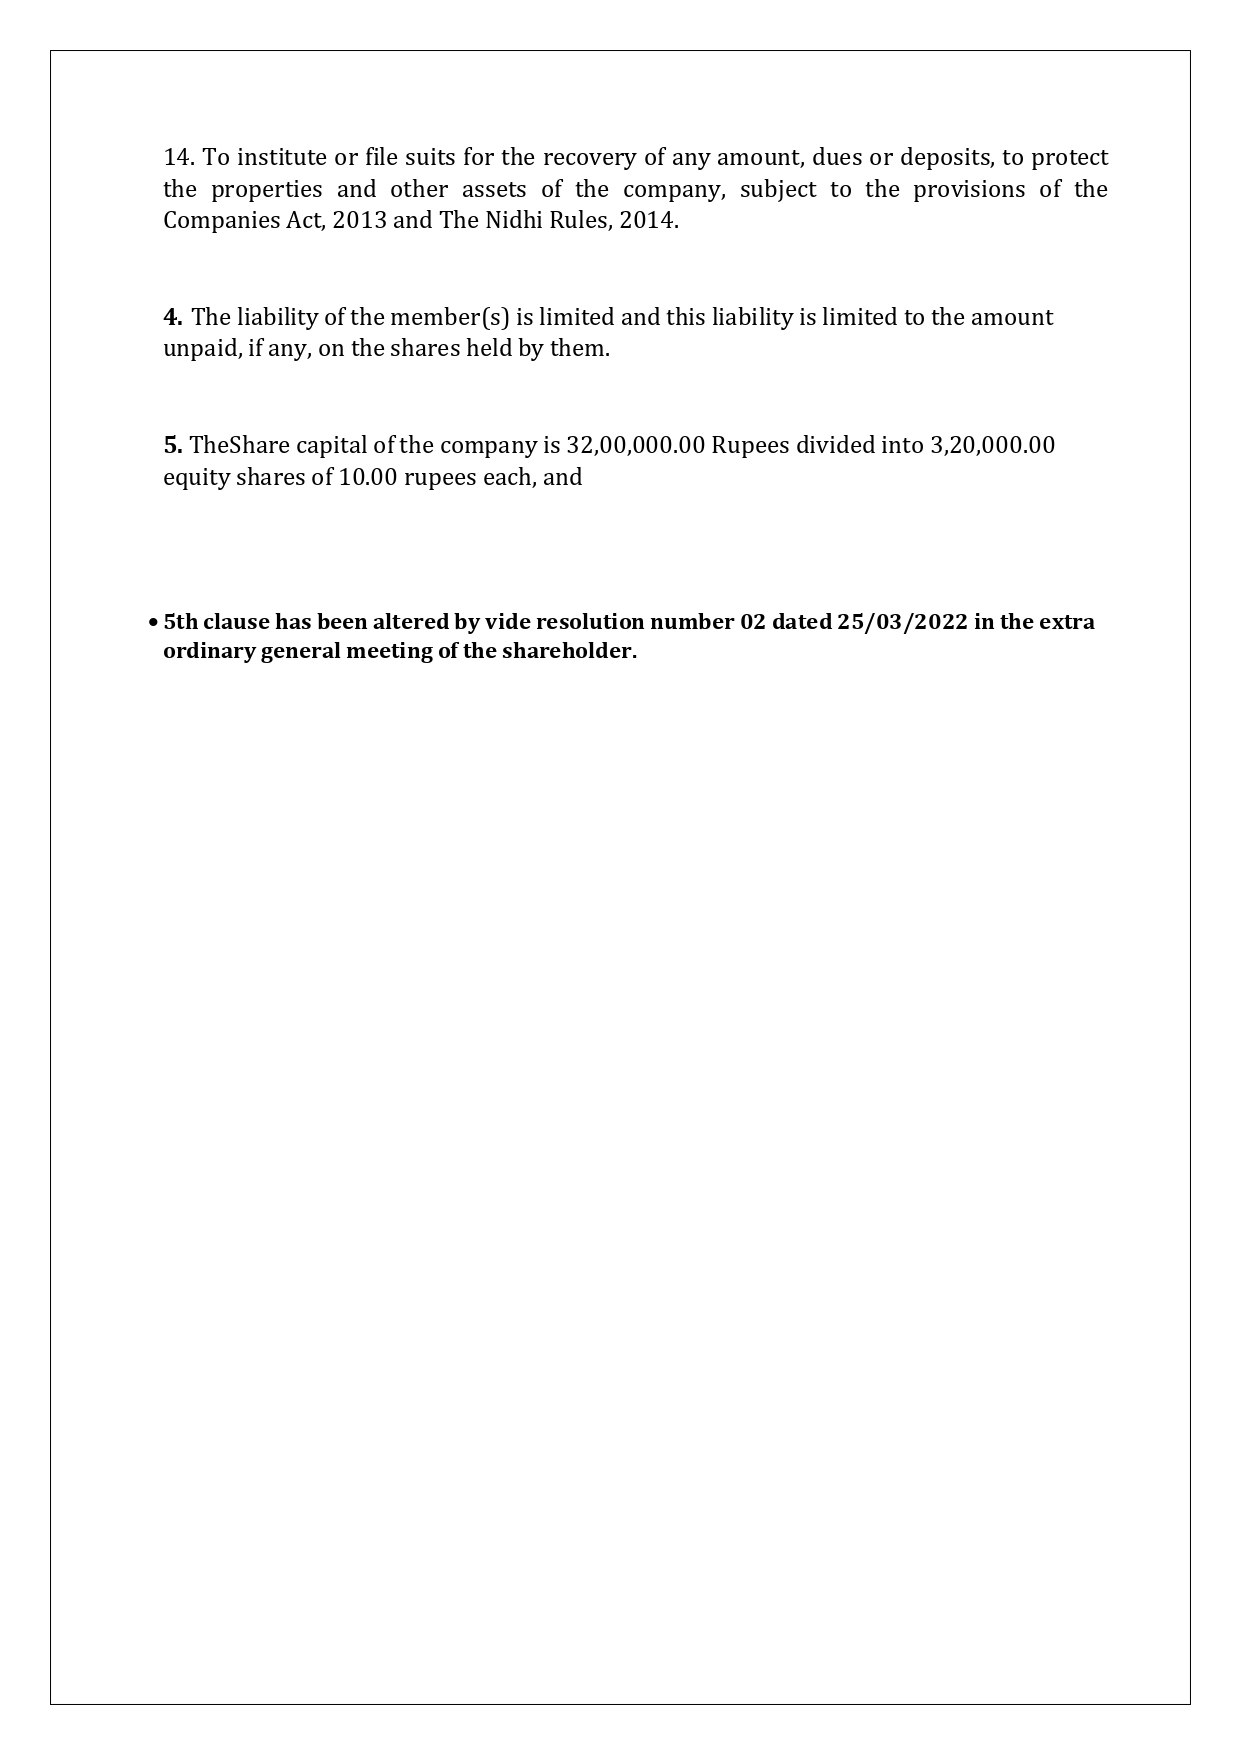 14. To institute or file suits for the recovery of any amount, dues or deposits, to protect
the properties and other assets of the company, subject to the provisions of the
Companies Act, 2013 and The Nidhi Rules, 2014.
4. The liability of the member(s) is limited and this liability is limited to the amount
unpaid, if any, on the shares held by them.
5. TheShare capital of the company is 32,00,000.00 Rupees divided into 3,20,000.00
equity shares of 10.00 rupees each, and
• 5th clause has been altered by vide resolution number 02 dated 25/03/2022 in the extra
ordinary general meeting of the shareholder.